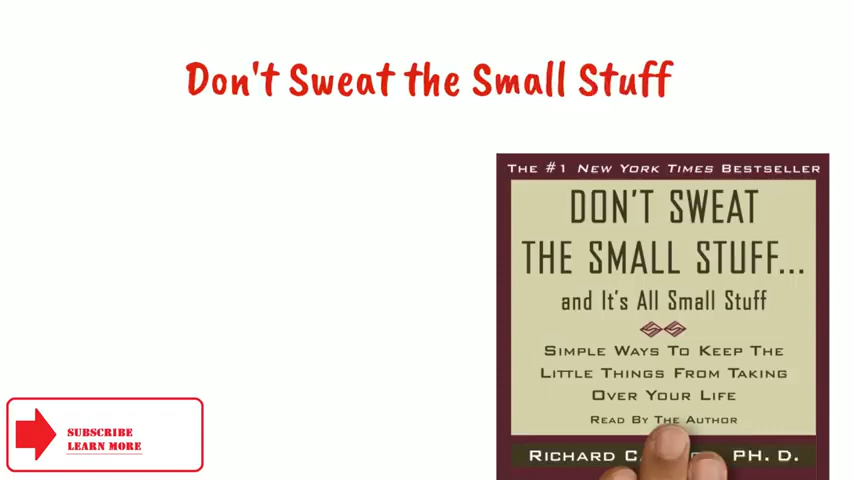 Don't Sweat the Small Stuff
THE #1 NEW YORK TIMES BESTSELLER
DON'T SWEAT
THE SMALL STUFF...
and It's All Small Stuff
SIMPLE WAYS TO KEEP THE
LITTLE THINGS FROM TAKING
OVER YOUR LIFE
READ BY THE AUTHOR
RICHARD C PH. D.
SUBSCRIBE
LEARN MORE